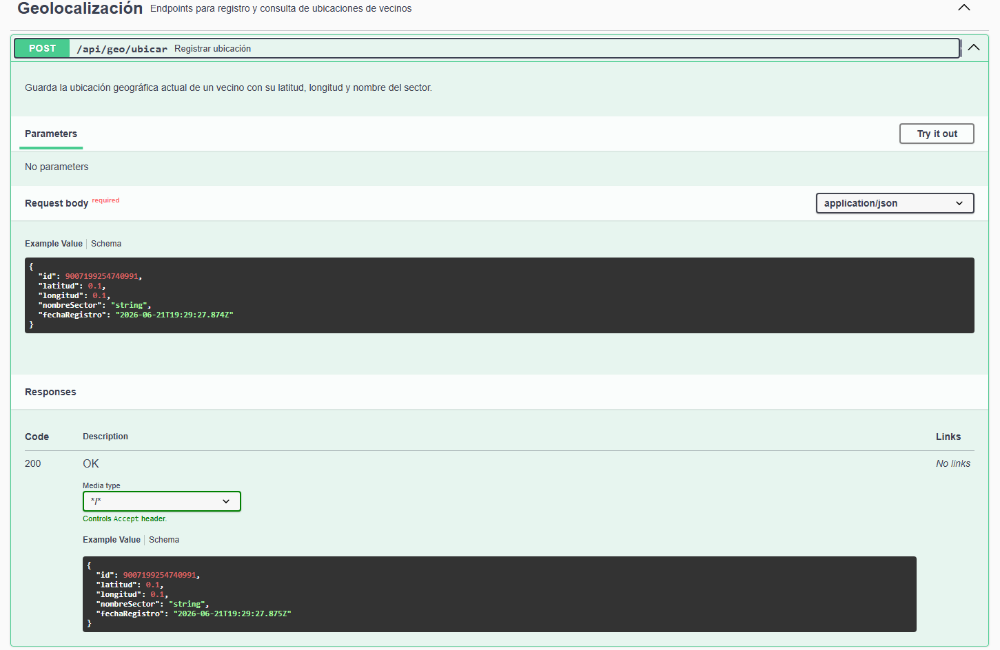 Geolocalización Endpoints para registro y consulta de ubicaciones de vecinos
POST /api/geo/ubicar Registrar ubicación
Guarda la ubicación geográfica actual de un vecino con su latitud, longitud y nombre del sector.
Parameters
Try it out
No parameters
Request body required
application/json
Example Value Schema
{
  "id": 9007199254740991,
  "latitud": 0.1,
  "longitud": 0.1,
  "nombreSector": "string",
  "fechaRegistro": "2026-06-21T19:29:27.874Z"
}
Responses
Code Description Links
200 OK No links
Media type
*/*
Controls Accept header.
Example Value Schema
{
  "id": 9007199254740991,
  "latitud": 0.1,
  "longitud": 0.1,
  "nombreSector": "string",
  "fechaRegistro": "2026-06-21T19:29:27.875Z"
}